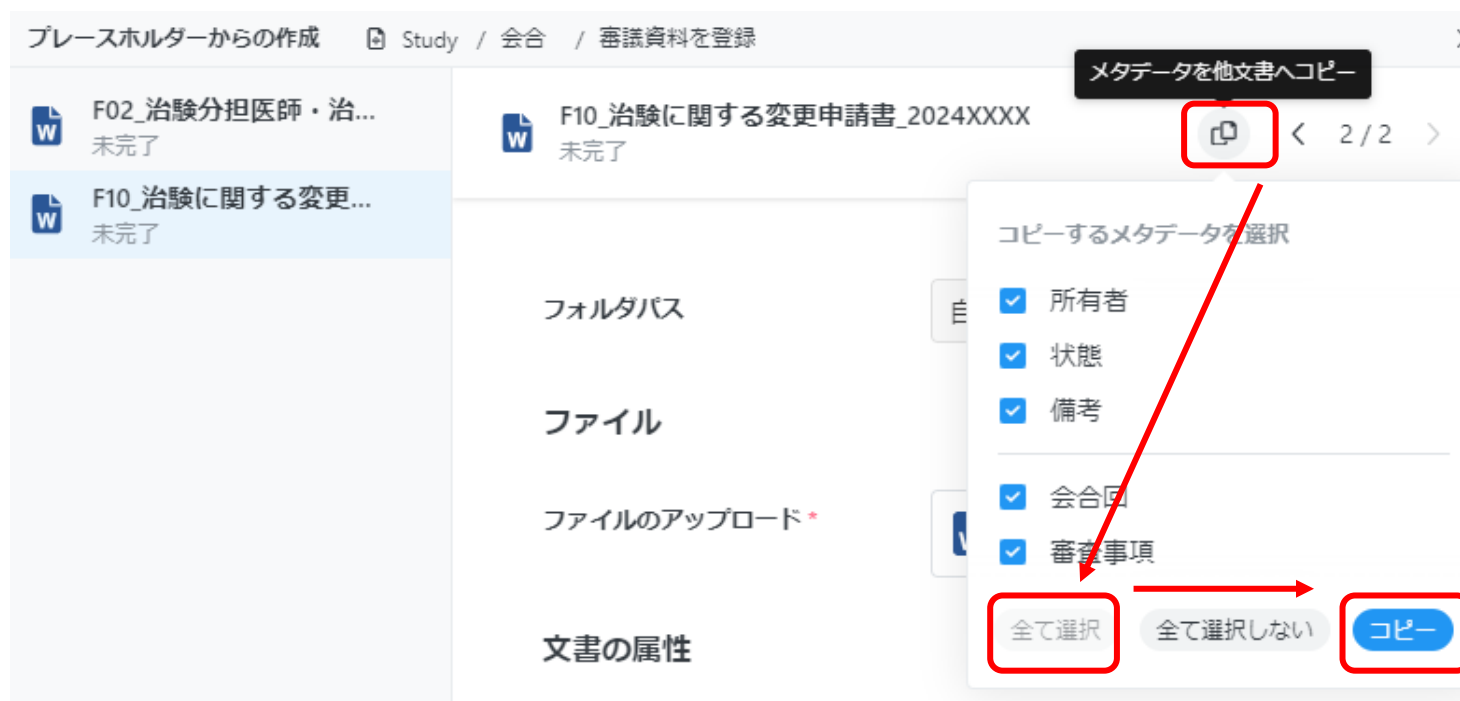 プレースホルダーからの作成 Study / 会合 / 審議資料を登録
メタデータを他文書へコピー
F02_治験分担医師・治...
未完了
F10_治験に関する変更...
未完了
F10_治験に関する変更申請書_2024XXXX
未完了
2 / 2
コピーするメタデータを選択
所有者
状態
備考
会合回
審査事項
全て選択 全て選択しない コピー
フォルダパス
ファイル
ファイルのアップロード *
文書の属性